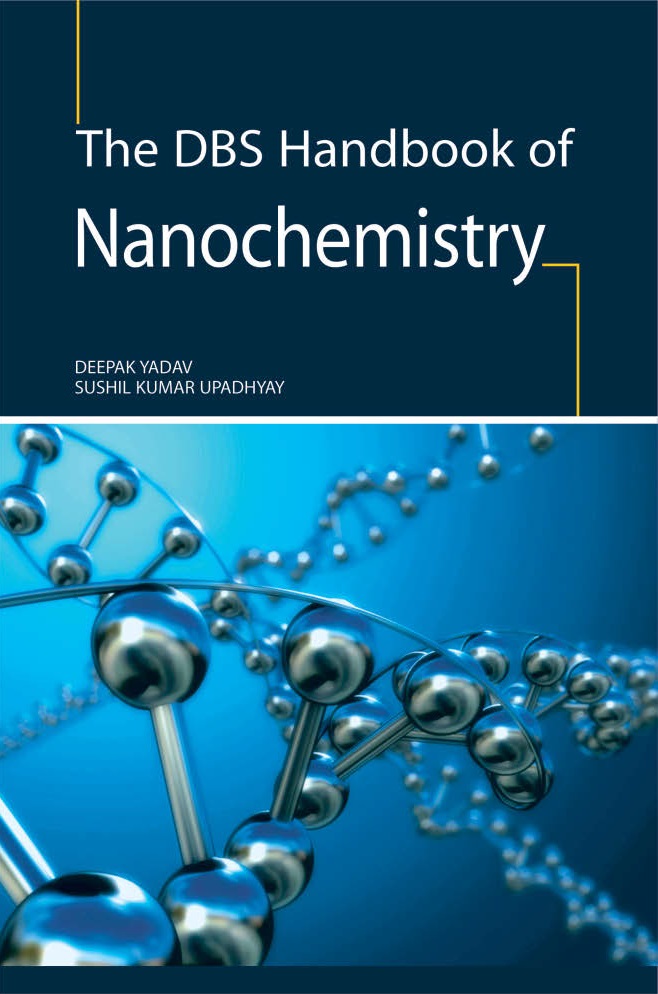 The DBS Handbook of
Nanochemistry
DEEPAK YADAV
SUSHIL KUMAR UPADHYAY